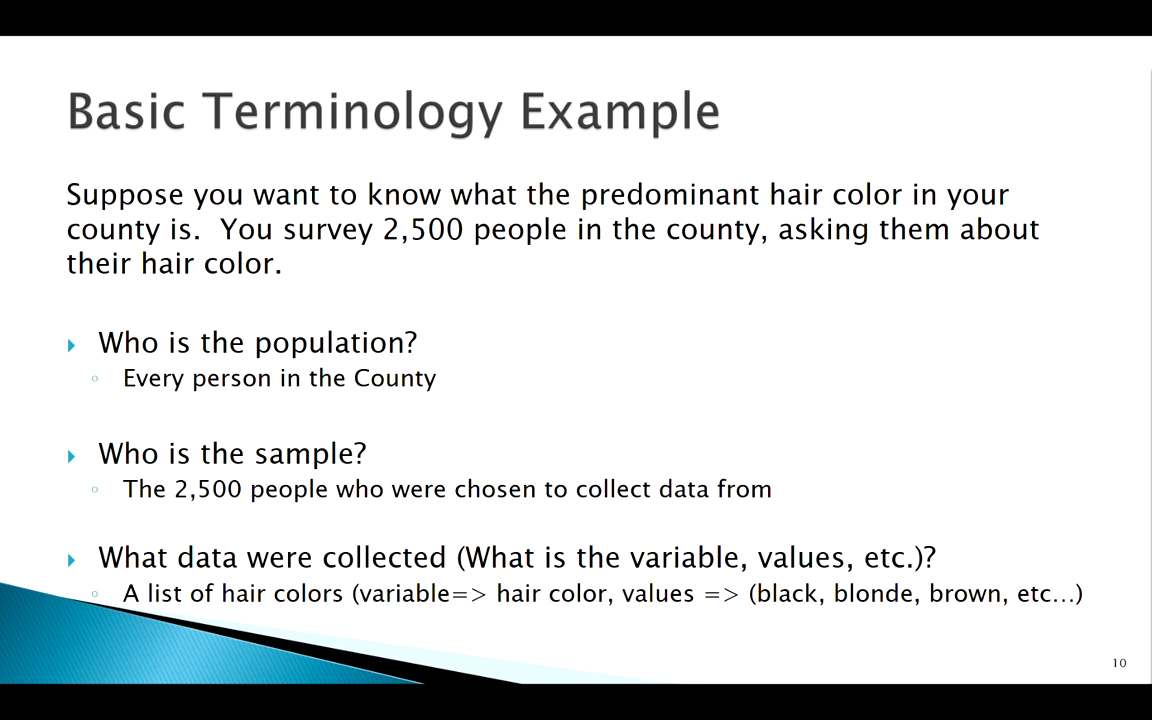 Basic Terminology Example
Suppose you want to know what the predominant hair color in your
county is. You survey 2,500 people in the county, asking them about
their hair color.
Who is the population?
Every person in the County
Who is the sample?
The 2,500 people who were chosen to collect data from
What data were collected (What is the variable, values, etc.)?
A list of hair colors (variable=> hair color, values => (black, blonde, brown, etc...)
10